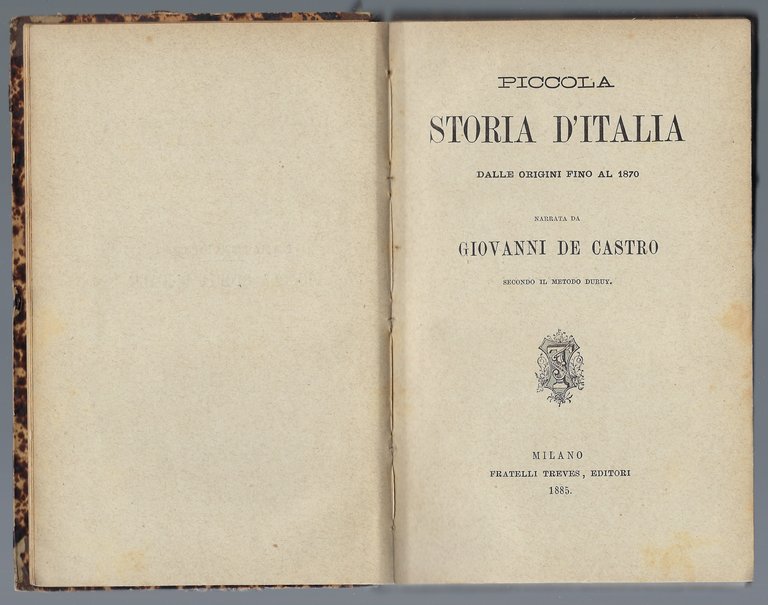 PICCOLA
STORIA D'ITALIA
DALLE ORIGINI FINO AL 1870
NARRATA DA
GIOVANNI DE CASTRO
SECONDO IL METODO DURUY.
MILANO
FRATELLI TREVES, EDITORI
1885.